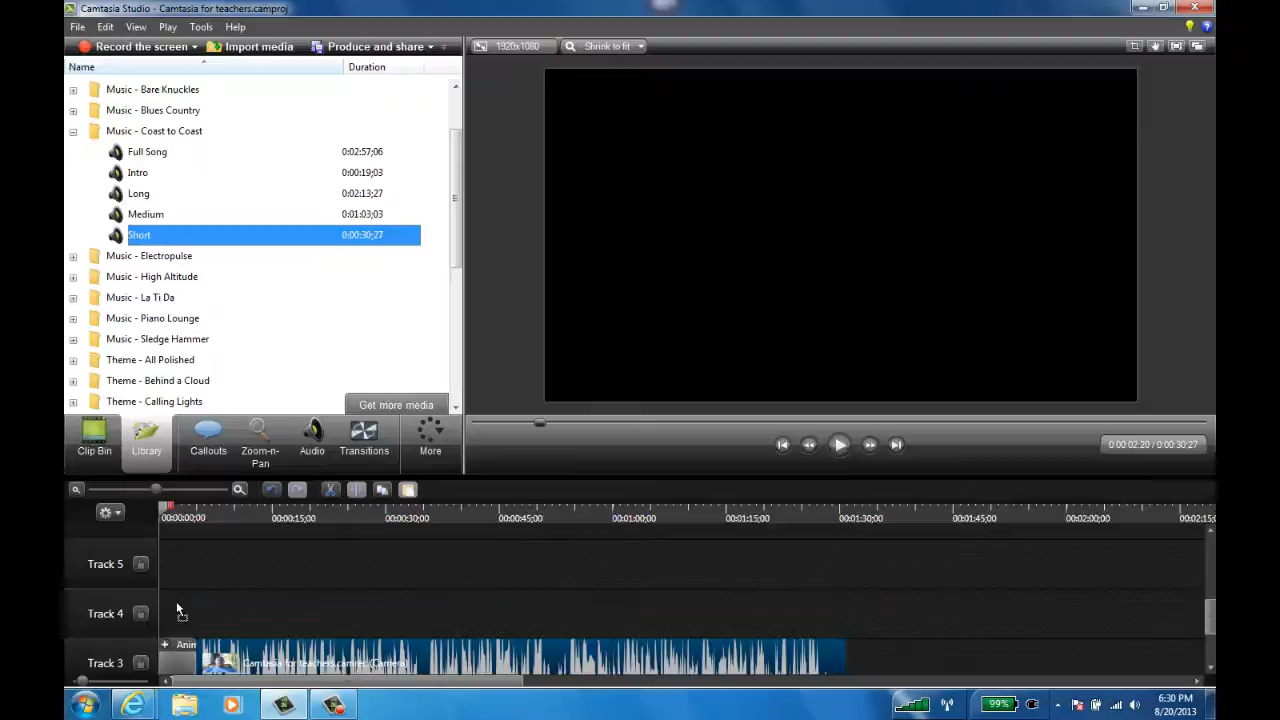 Camtasia Studio - Camtasia for teachers.camproj
File Edit View Play Tools Help
Record the screen Import media Produce and share 1920x1080 Shrink to fit
Name Duration
Music - Bare Knuckles
Music - Blues Country
Music - Coast to Coast
Full Song 0:02:57;06
Intro 0:00:19;03
Long 0:02:13;27
Medium 0:01:03;03
Short 0:00:30;27
Music - Electropulse
Music - High Altitude
Music - La Ti Da
Music - Piano Lounge
Music - Sledge Hammer
Theme - All Polished
Theme - Behind a Cloud
Theme - Calling Lights
Get more media
Clip Bin Library Callouts Zoom-n-Pan Audio Transitions More
0:00:02:20 / 0:00:30;27
00:00:00;00 00:00:15;00 00:00:30;00 00:00:45;00 00:01:00;00 00:01:15;00 00:01:30;00 00:01:45;00 00:02:00;00 00:02:15;
Track 5
Track 4
+ Anim
Track 3 Camtasia for teachers.camrec (Camera)
99% 6:30 PM
8/20/2013